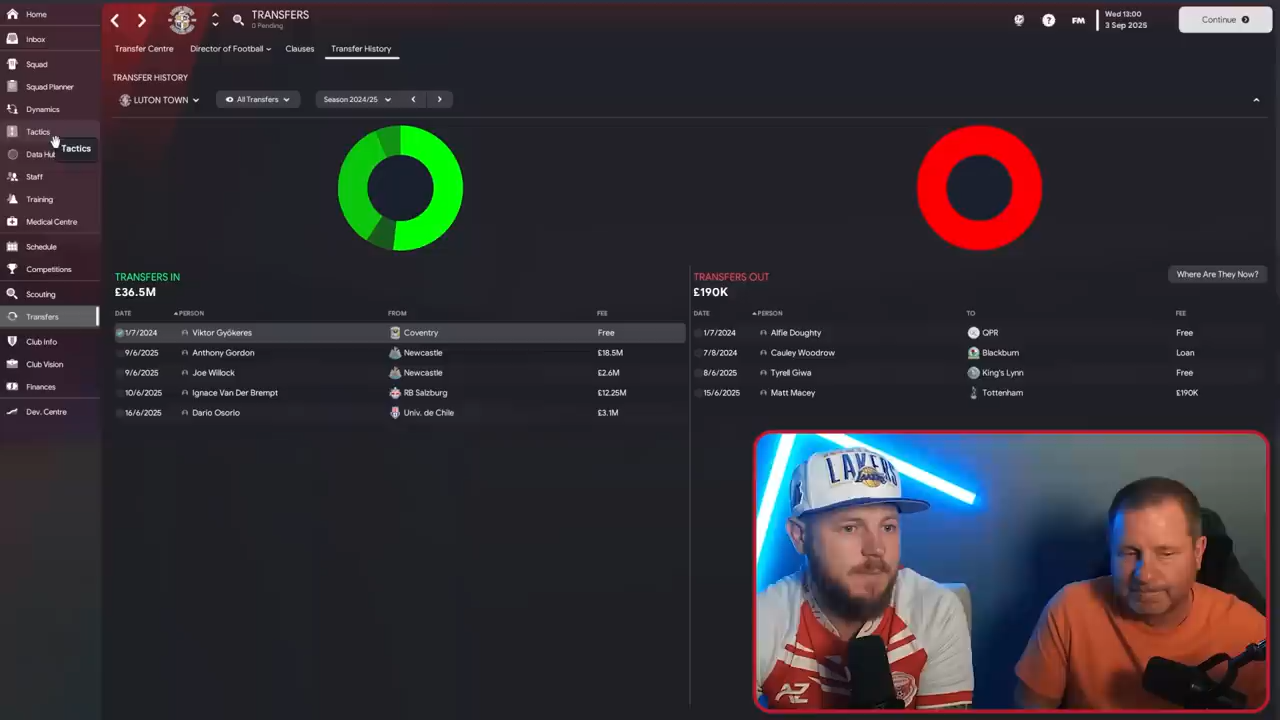 Home
Inbox
Squad
Squad Planner
Dynamics
Tactics
Data Hu
Tactics
Staff
Training
Medical Centre
Schedule
Competitions
Scouting
Transfers
Club Info
Club Vision
Finances
Dev. Centre
TRANSFERS
0 Pending
?
FM
Wed 13:00
3 Sep 2025
Continue
Transfer Centre
Director of Football
Clauses
Transfer History
TRANSFER HISTORY
LUTON TOWN
All Transfers
Season 2024/25
TRANSFERS IN
£36.5M
DATE PERSON FROM FEE
1/7/2024 Viktor Gyökeres Coventry Free
9/6/2025 Anthony Gordon Newcastle £18.5M
9/6/2025 Joe Willock Newcastle £2.6M
10/6/2025 Ignace Van Der Brempt RB Salzburg £12.25M
16/6/2025 Dario Osorio Univ. de Chile £3.1M
TRANSFERS OUT
£190K
Where Are They Now?
DATE PERSON TO FEE
1/7/2024 Alfie Doughty QPR Free
7/8/2024 Cauley Woodrow Blackburn Loan
8/6/2025 Tyrell Giwa King's Lynn Free
15/6/2025 Matt Macey Tottenham £190K
LAKERS